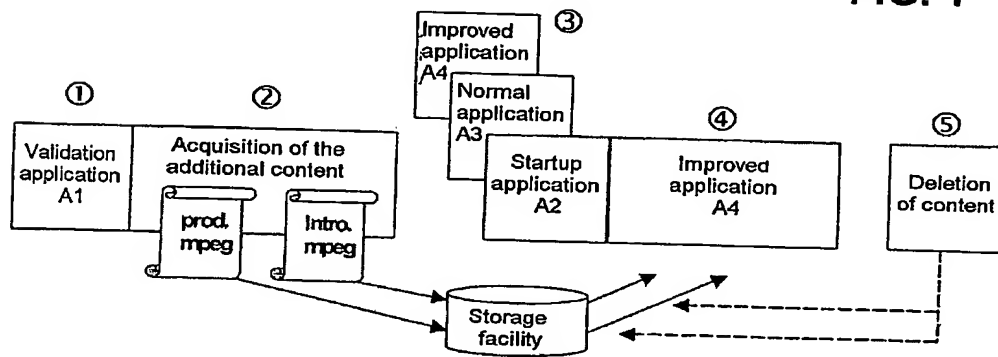 ③
Improved
application
A4
Normal
application
A3
①
②
④
⑤
Validation
application
A1
Acquisition of the
additional content
prod.
mpeg
Intro.
mpeg
Startup
application
A2
Improved
application
A4
Deletion
of content
Storage
facility